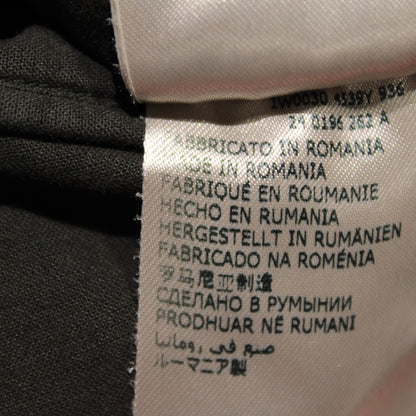 IW0030 4539Y 936
24 0196 262 A
FABBRICATO IN ROMANIA
MADE IN ROMANIA
FABRIQUÉ EN ROUMANIE
HECHO EN RUMANIA
HERGESTELLT IN RUMÄNIEN
FABRICADO NA ROMÉNIA
罗马尼亚制造
СДЕЛАНО В РУМЫНИИ
PRODHUAR NË RUMANI
صنع في رومانيا
ルーマニア製